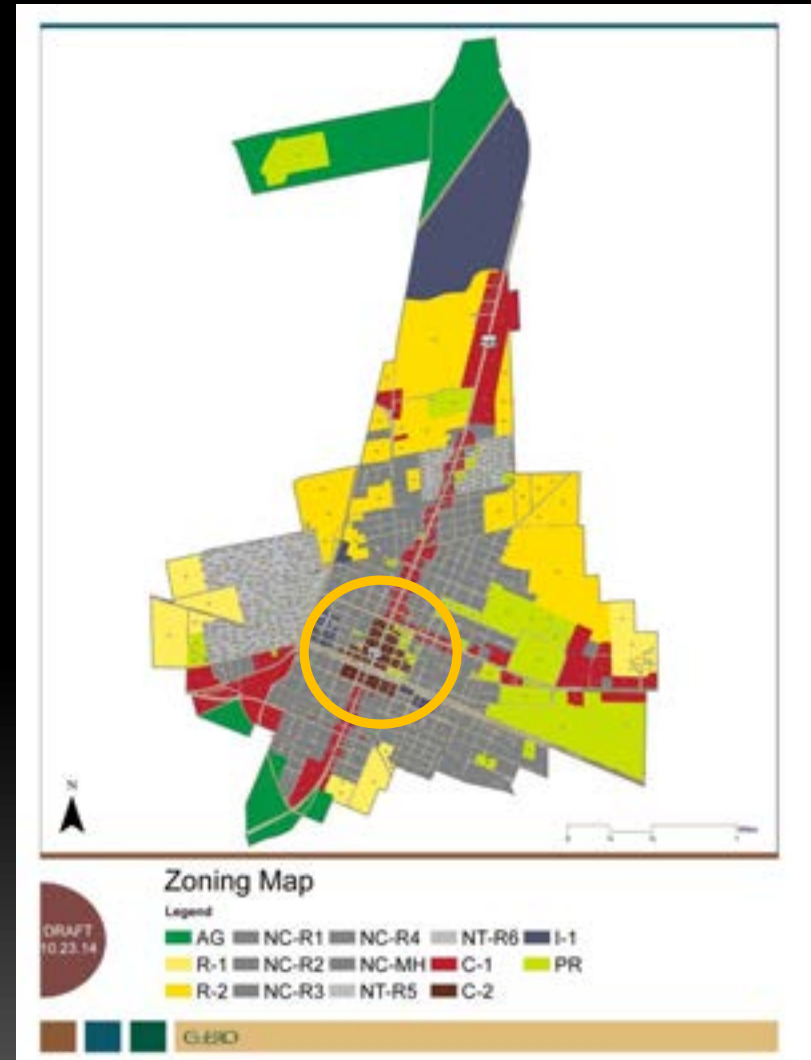 N
Zoning Map
Legend
DRAFT
10.23.14
AG NC-R1 NC-R4 NT-R6 I-1
R-1 NC-R2 NC-MH C-1 PR
R-2 NC-R3 NT-R5 C-2